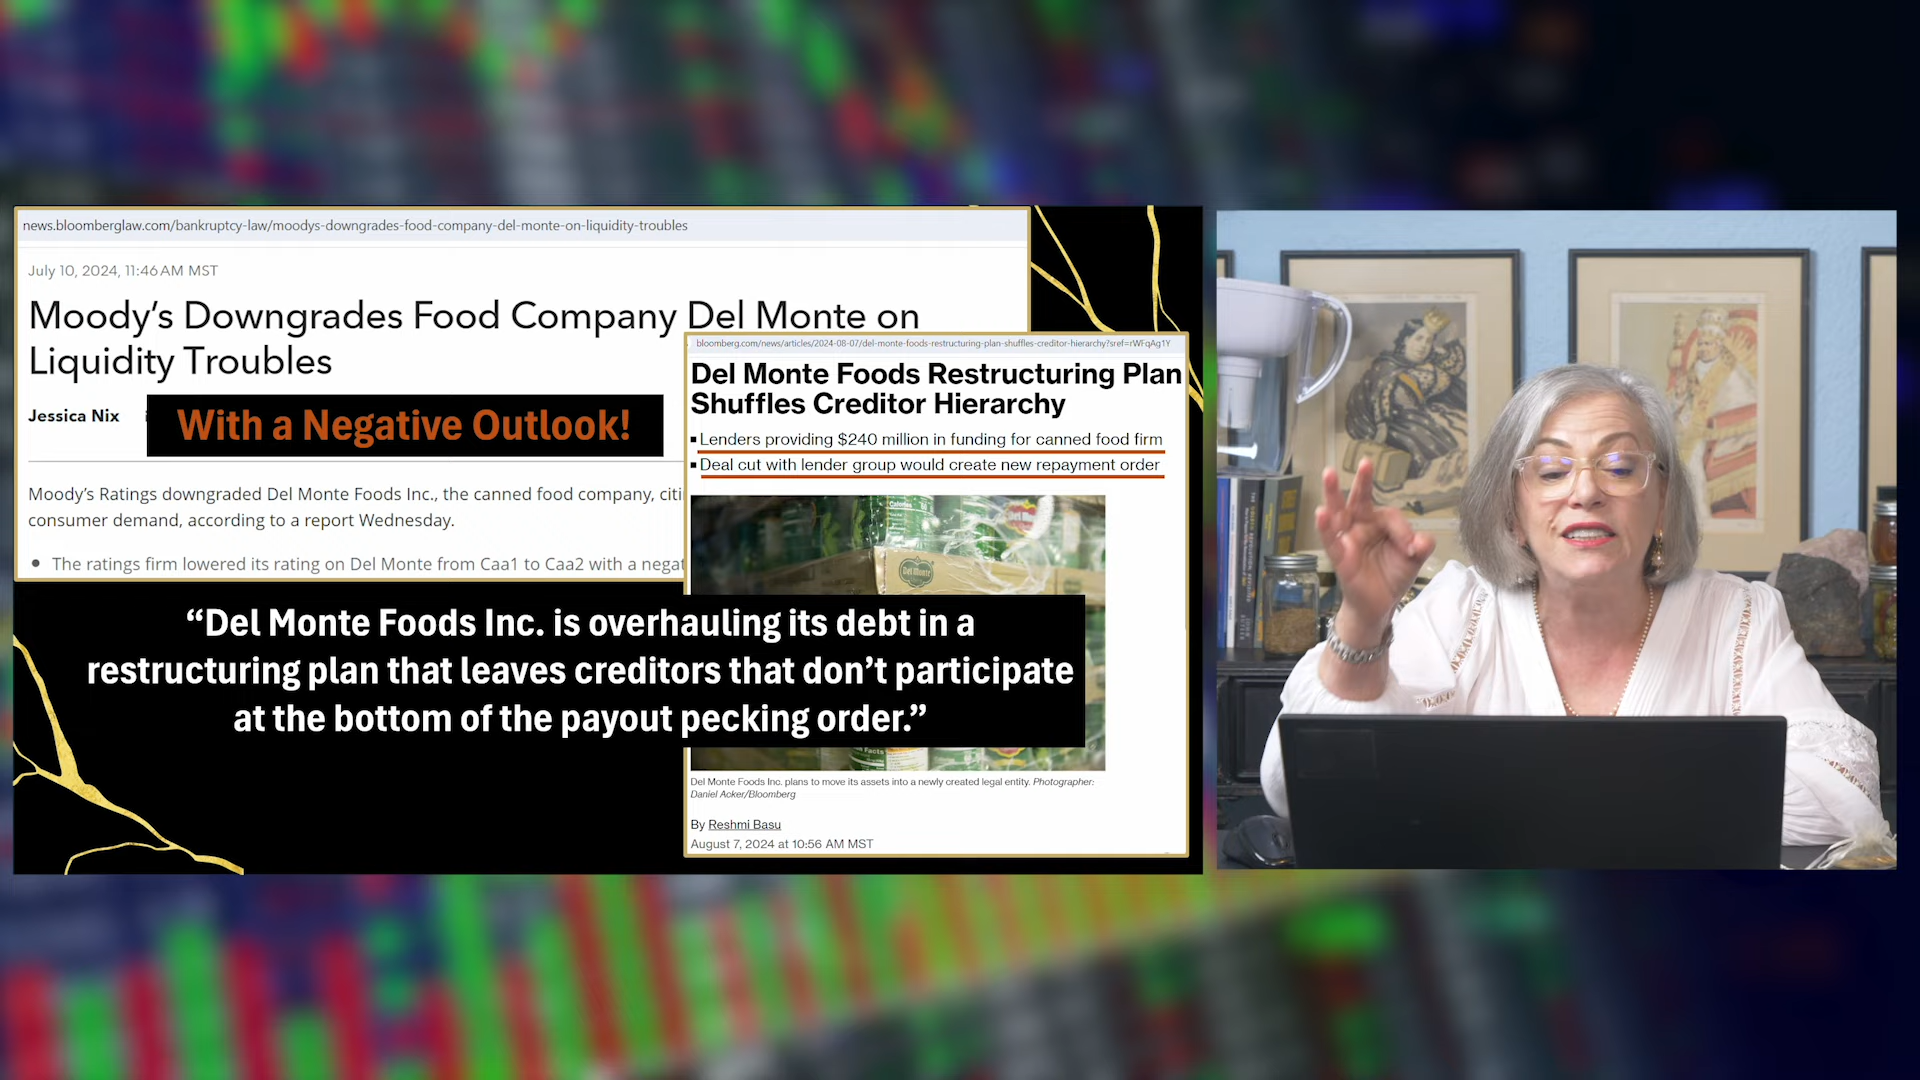 news.bloomberglaw.com/bankruptcy-law/moodys-downgrades-food-company-del-monte-on-liquidity-troubles
July 10, 2024, 11:46 AM MST
Moody's Downgrades Food Company Del Monte on
Liquidity Troubles
Jessica Nix
With a Negative Outlook!
Moody's Ratings downgraded Del Monte Foods Inc., the canned food company, citi
consumer demand, according to a report Wednesday.
• The ratings firm lowered its rating on Del Monte from Caa1 to Caa2 with a negat
bloomberg.com/news/articles/2024-08-07/del-monte-foods-restructuring-plan-shuffles-creditor-hierarchy?sref=rWFqAg1Y
Del Monte Foods Restructuring Plan
Shuffles Creditor Hierarchy
▪ Lenders providing $240 million in funding for canned food firm
▪ Deal cut with lender group would create new repayment order
Del Monte
“Del Monte Foods Inc. is overhauling its debt in a
restructuring plan that leaves creditors that don’t participate
at the bottom of the payout pecking order.”
Del Monte Foods Inc. plans to move its assets into a newly created legal entity. Photographer:
Daniel Acker/Bloomberg
By Reshmi Basu
August 7, 2024 at 10:56 AM MST